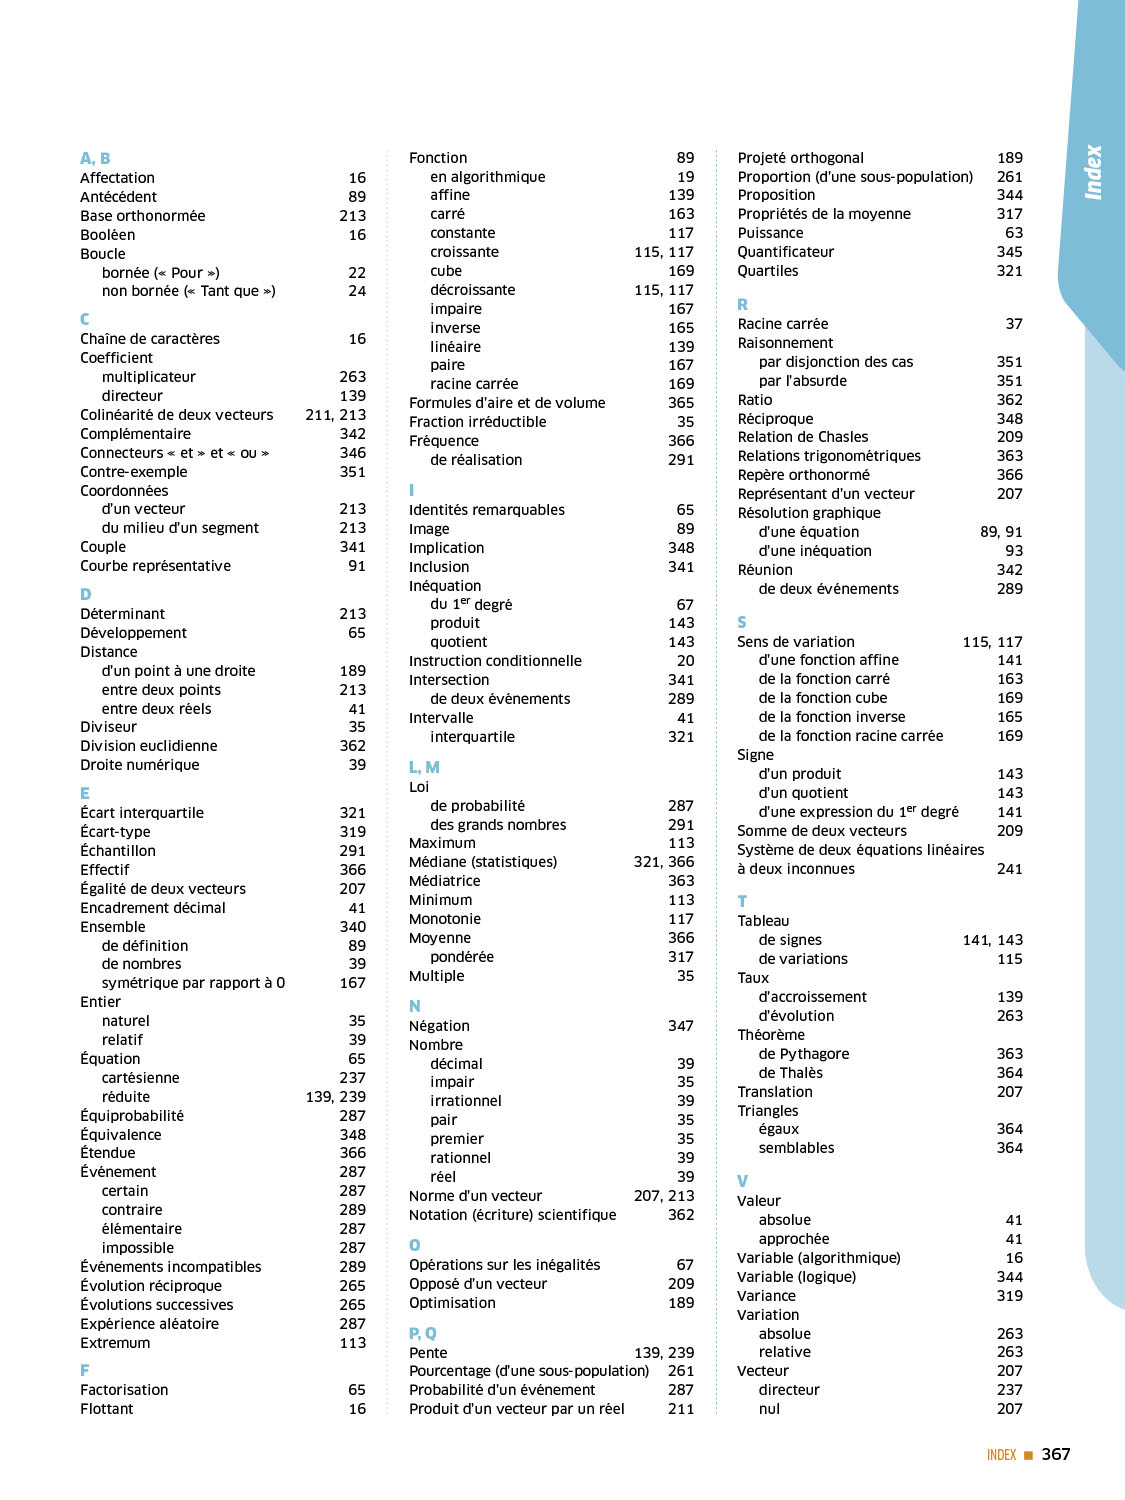 Index
A, B
Affectation 16
Antécédent 89
Base orthonormée 213
Booléen 16
Boucle
bornée (« Pour ») 22
non bornée (« Tant que ») 24
C
Chaîne de caractères 16
Coefficient
multiplicateur 263
directeur 139
Colinéarité de deux vecteurs 211, 213
Complémentaire 342
Connecteurs « et » et « ou » 346
Contre-exemple 351
Coordonnées
d'un vecteur 213
du milieu d'un segment 213
Couple 341
Courbe représentative 91
D
Déterminant 213
Développement 65
Distance
d'un point à une droite 189
entre deux points 213
entre deux réels 41
Diviseur 35
Division euclidienne 362
Droite numérique 39
E
Écart interquartile 321
Écart-type 319
Échantillon 291
Effectif 366
Égalité de deux vecteurs 207
Encadrement décimal 41
Ensemble 340
de définition 89
de nombres 39
symétrique par rapport à 0 167
Entier
naturel 35
relatif 39
Équation 65
cartésienne 237
réduite 139, 239
Équiprobabilité 287
Équivalence 348
Étendue 366
Événement 287
certain 287
contraire 289
élémentaire 287
impossible 287
Événements incompatibles 289
Évolution réciproque 265
Évolutions successives 265
Expérience aléatoire 287
Extremum 113
F
Factorisation 65
Flottant 16
Fonction 89
en algorithmique 19
affine 139
carré 163
constante 117
croissante 115, 117
cube 169
décroissante 115, 117
impaire 167
inverse 165
linéaire 139
paire 167
racine carrée 169
Formules d'aire et de volume 365
Fraction irréductible 35
Fréquence 366
de réalisation 291
I
Identités remarquables 65
Image 89
Implication 348
Inclusion 341
Inéquation
du 1er degré 67
produit 143
quotient 143
Instruction conditionnelle 20
Intersection 341
de deux événements 289
Intervalle 41
interquartile 321
L, M
Loi
de probabilité 287
des grands nombres 291
Maximum 113
Médiane (statistiques) 321, 366
Médiatrice 363
Minimum 113
Monotonie 117
Moyenne 366
pondérée 317
Multiple 35
N
Négation 347
Nombre
décimal 39
impair 35
irrationnel 39
pair 35
premier 35
rationnel 39
réel 39
Norme d'un vecteur 207, 213
Notation (écriture) scientifique 362
O
Opérations sur les inégalités 67
Opposé d'un vecteur 209
Optimisation 189
P, Q
Pente 139, 239
Pourcentage (d'une sous-population) 261
Probabilité d'un événement 287
Produit d'un vecteur par un réel 211
Projeté orthogonal 189
Proportion (d'une sous-population) 261
Proposition 344
Propriétés de la moyenne 317
Puissance 63
Quantificateur 345
Quartiles 321
R
Racine carrée 37
Raisonnement
par disjonction des cas 351
par l'absurde 351
Ratio 362
Réciproque 348
Relation de Chasles 209
Relations trigonométriques 363
Repère orthonormé 366
Représentant d'un vecteur 207
Résolution graphique
d'une équation 89, 91
d'une inéquation 93
Réunion 342
de deux événements 289
S
Sens de variation 115, 117
d'une fonction affine 141
de la fonction carré 163
de la fonction cube 169
de la fonction inverse 165
de la fonction racine carrée 169
Signe
d'un produit 143
d'un quotient 143
d'une expression du 1er degré 141
Somme de deux vecteurs 209
Système de deux équations linéaires
à deux inconnues 241
T
Tableau
de signes 141, 143
de variations 115
Taux
d'accroissement 139
d'évolution 263
Théorème
de Pythagore 363
de Thalès 364
Translation 207
Triangles
égaux 364
semblables 364
V
Valeur
absolue 41
approchée 41
Variable (algorithmique) 16
Variable (logique) 344
Variance 319
Variation
absolue 263
relative 263
Vecteur 207
directeur 237
nul 207
INDEX ■ 367